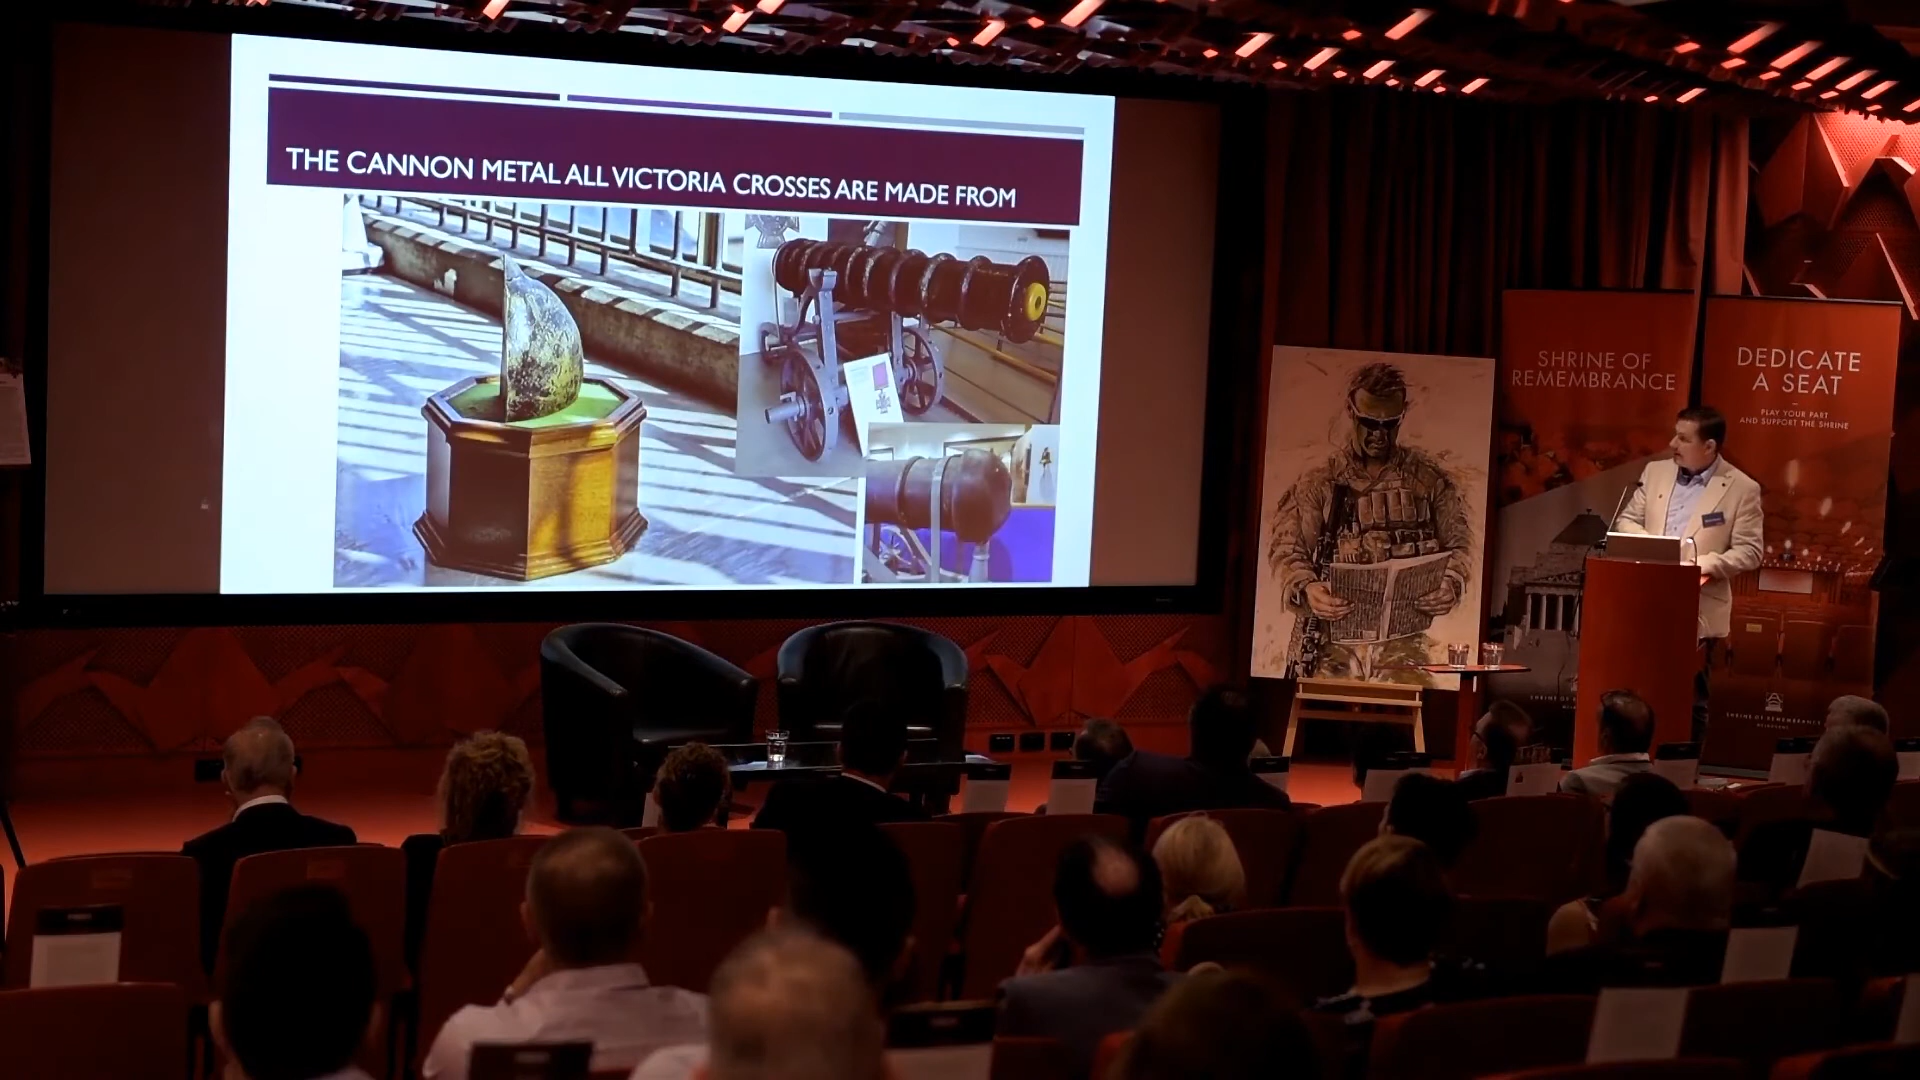 THE CANNON METAL ALL VICTORIA CROSSES ARE MADE FROM
SHRINE OF
REMEMBRANCE
DEDICATE
A SEAT
PLAY YOUR PART
AND SUPPORT THE SHRINE
SHRINE OF REMEMBRANCE
MELBOURNE